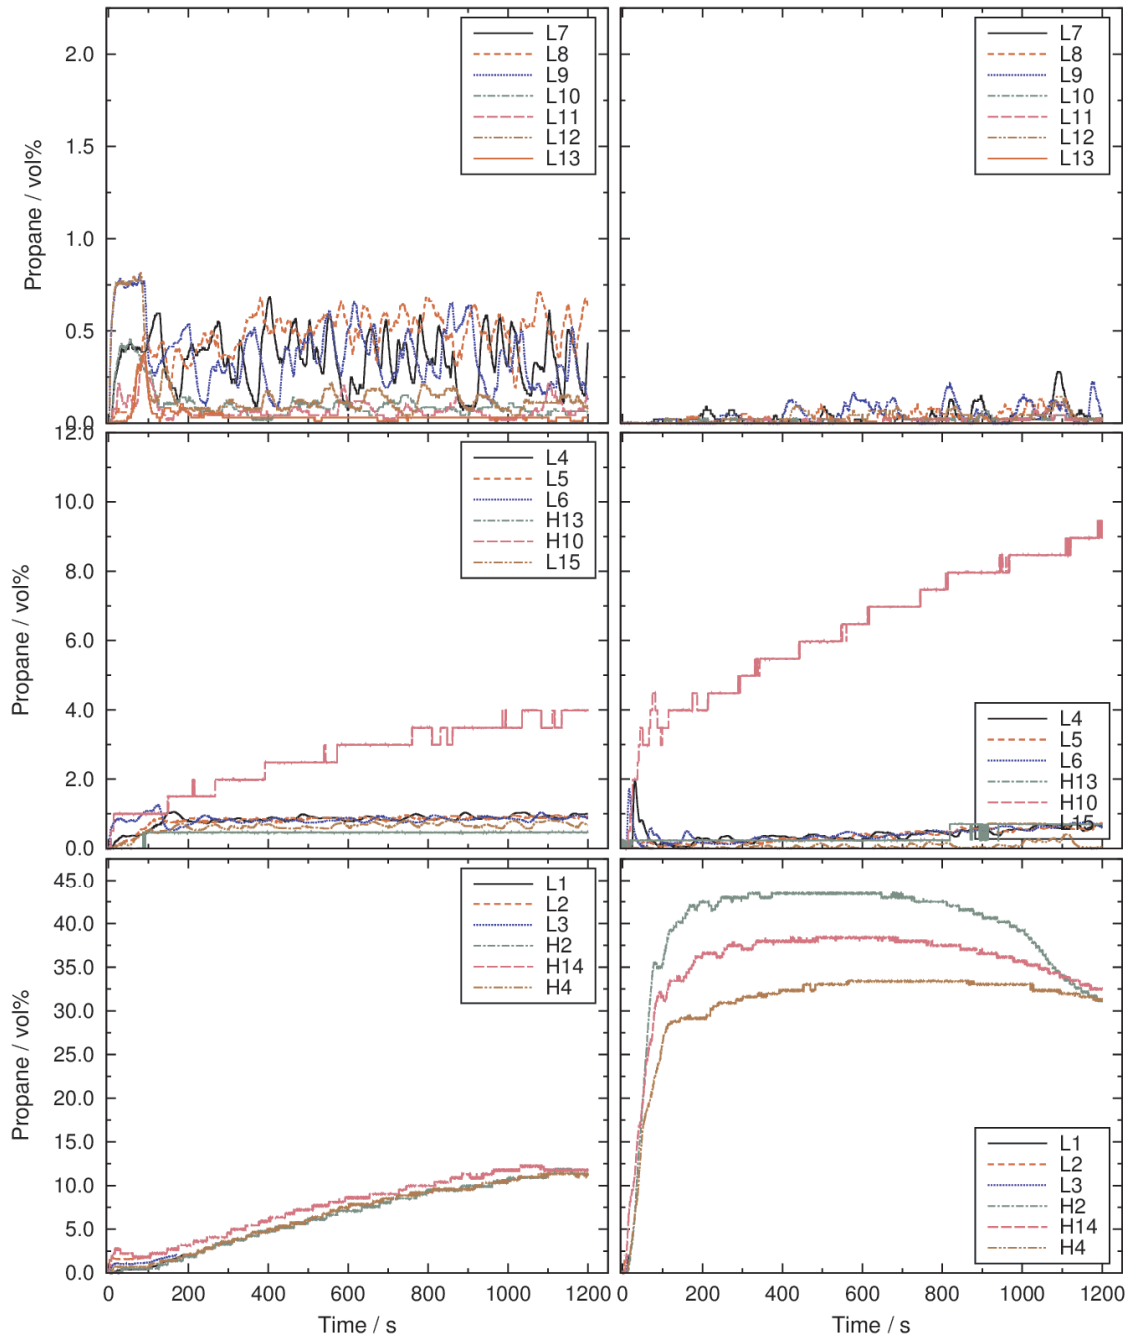 2.0
1.5
1.0
0.5
0.0
Propane / vol%
L7
L8
L9
L10
L11
L12
L13
L7
L8
L9
L10
L11
L12
L13
12.0
10.0
8.0
6.0
4.0
2.0
0.0
Propane / vol%
L4
L5
L6
H13
H10
L15
L4
L5
L6
H13
H10
L15
45.0
40.0
35.0
30.0
25.0
20.0
15.0
10.0
5.0
0.0
Propane / vol%
L1
L2
L3
H2
H14
H4
L1
L2
L3
H2
H14
H4
0 200 400 600 800 1000 1200
0 200 400 600 800 1000 1200
Time / s
Time / s